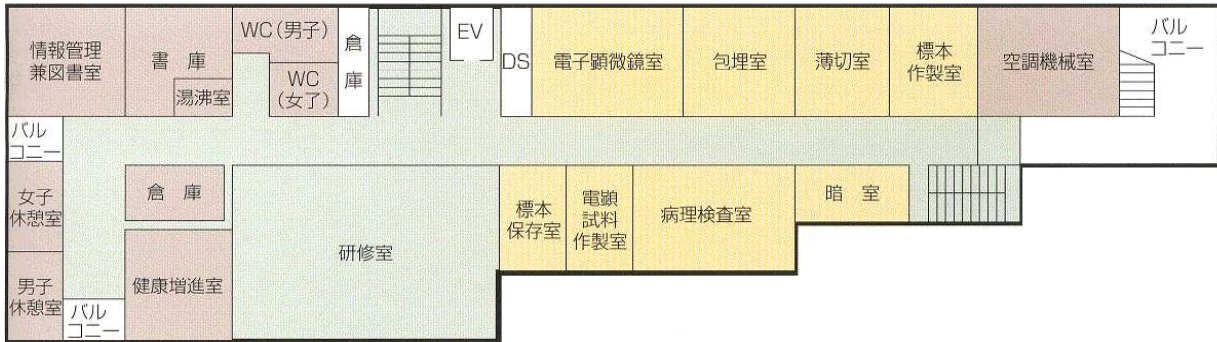 情報管理
兼図書室
書 庫
湯沸室
WC(男子)
WC
(女了)
倉
庫
EV
DS
電子顕微鏡室
包埋室
薄切室
標本
作製室
空調機械室
バル
コニー
バル
コニー
女子
休憩室
男子
休憩室
バル
コニー
倉 庫
健康増進室
研修室
標本
保存室
電顕
試料
作製室
病理検査室
暗 室